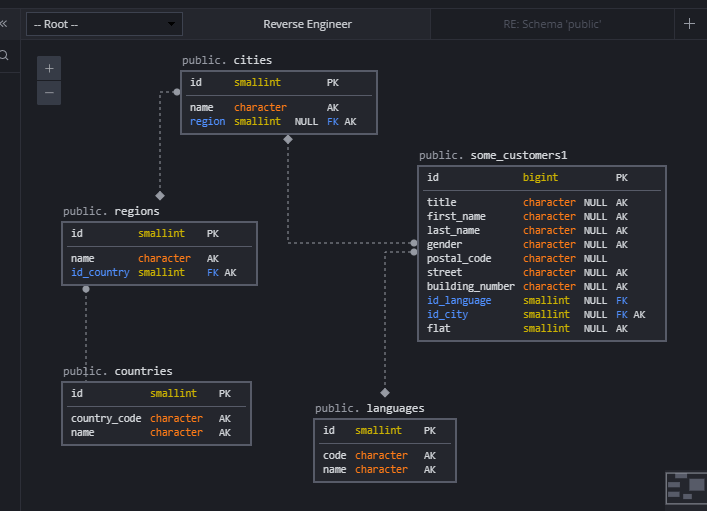 -- Root --
Reverse Engineer
RE: Schema 'public'
public. cities
id smallint PK
name character AK
region smallint NULL FK AK
public. some_customers1
id bigint PK
title character NULL AK
first_name character NULL AK
last_name character NULL AK
gender character NULL AK
postal_code character NULL
street character NULL AK
building_number character NULL AK
id_language smallint NULL FK
id_city smallint NULL FK AK
flat smallint NULL AK
public. regions
id smallint PK
name character AK
id_country smallint FK AK
public. countries
id smallint PK
country_code character AK
name character AK
public. languages
id smallint PK
code character AK
name character AK